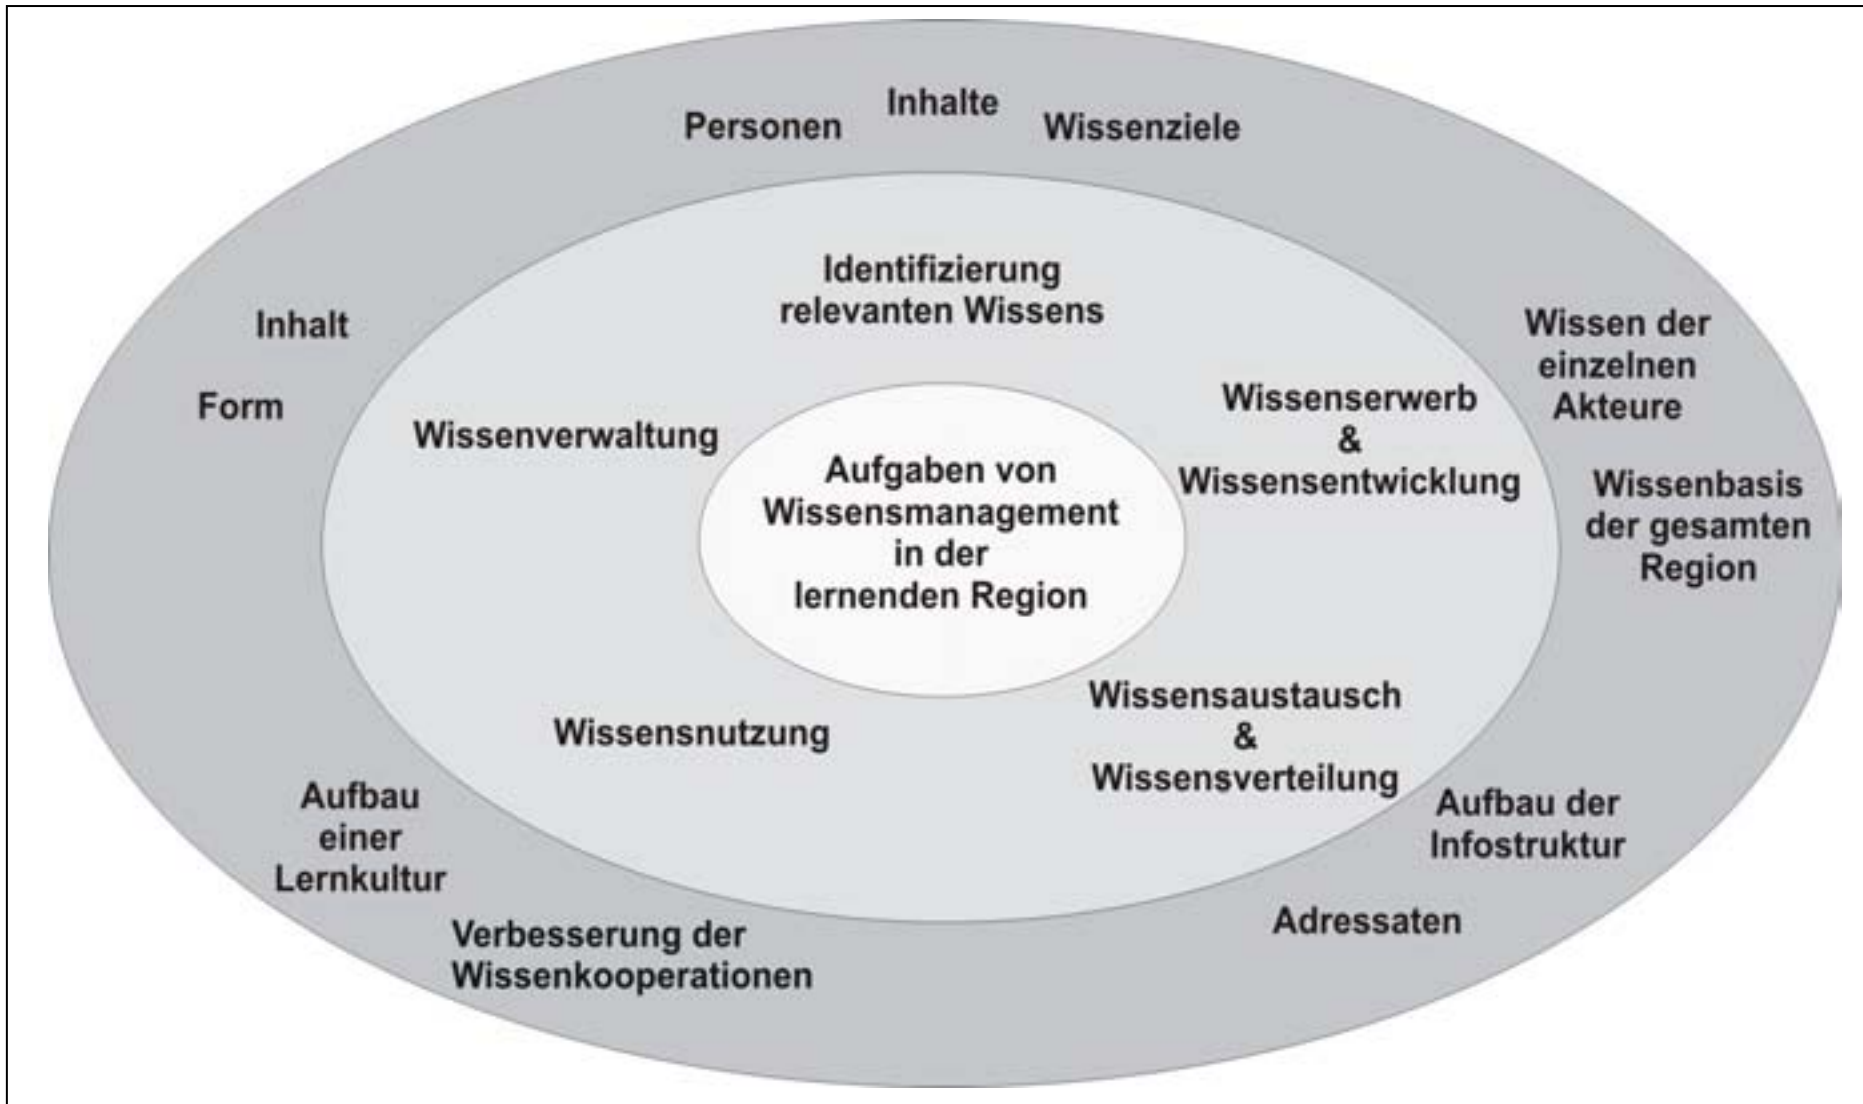 Inhalte
Personen
Wissenziele
Identifizierung
relevanten Wissens
Inhalt
Form
Wissenverwaltung
Wissenserwerb
&
Wissensentwicklung
Wissen der
einzelnen
Akteure
Wissenbasis
der gesamten
Region
Aufgaben von
Wissensmanagement
in der
lernenden Region
Wissensnutzung
Wissensaustausch
&
Wissensverteilung
Aufbau
einer
Lernkultur
Verbesserung der
Wissenkooperationen
Aufbau der
Infostruktur
Adressaten